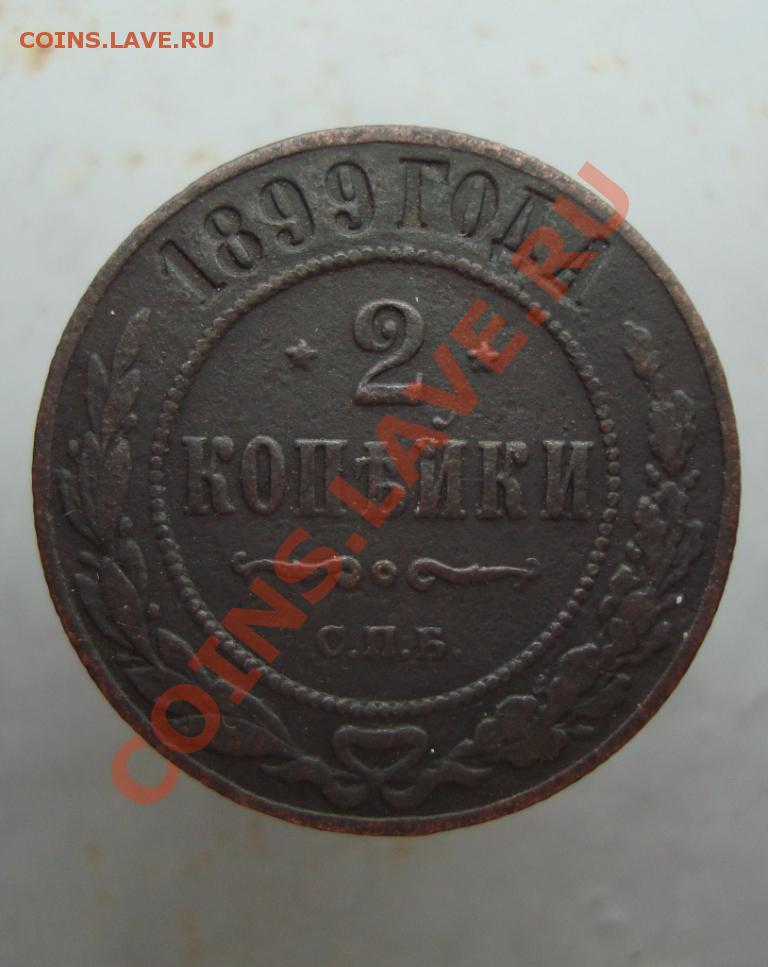 COINS.LAVE.RU
1899 ГОДА
2
КОПѢЙКИ
С.П.Б.
COINS.LAVE.RU